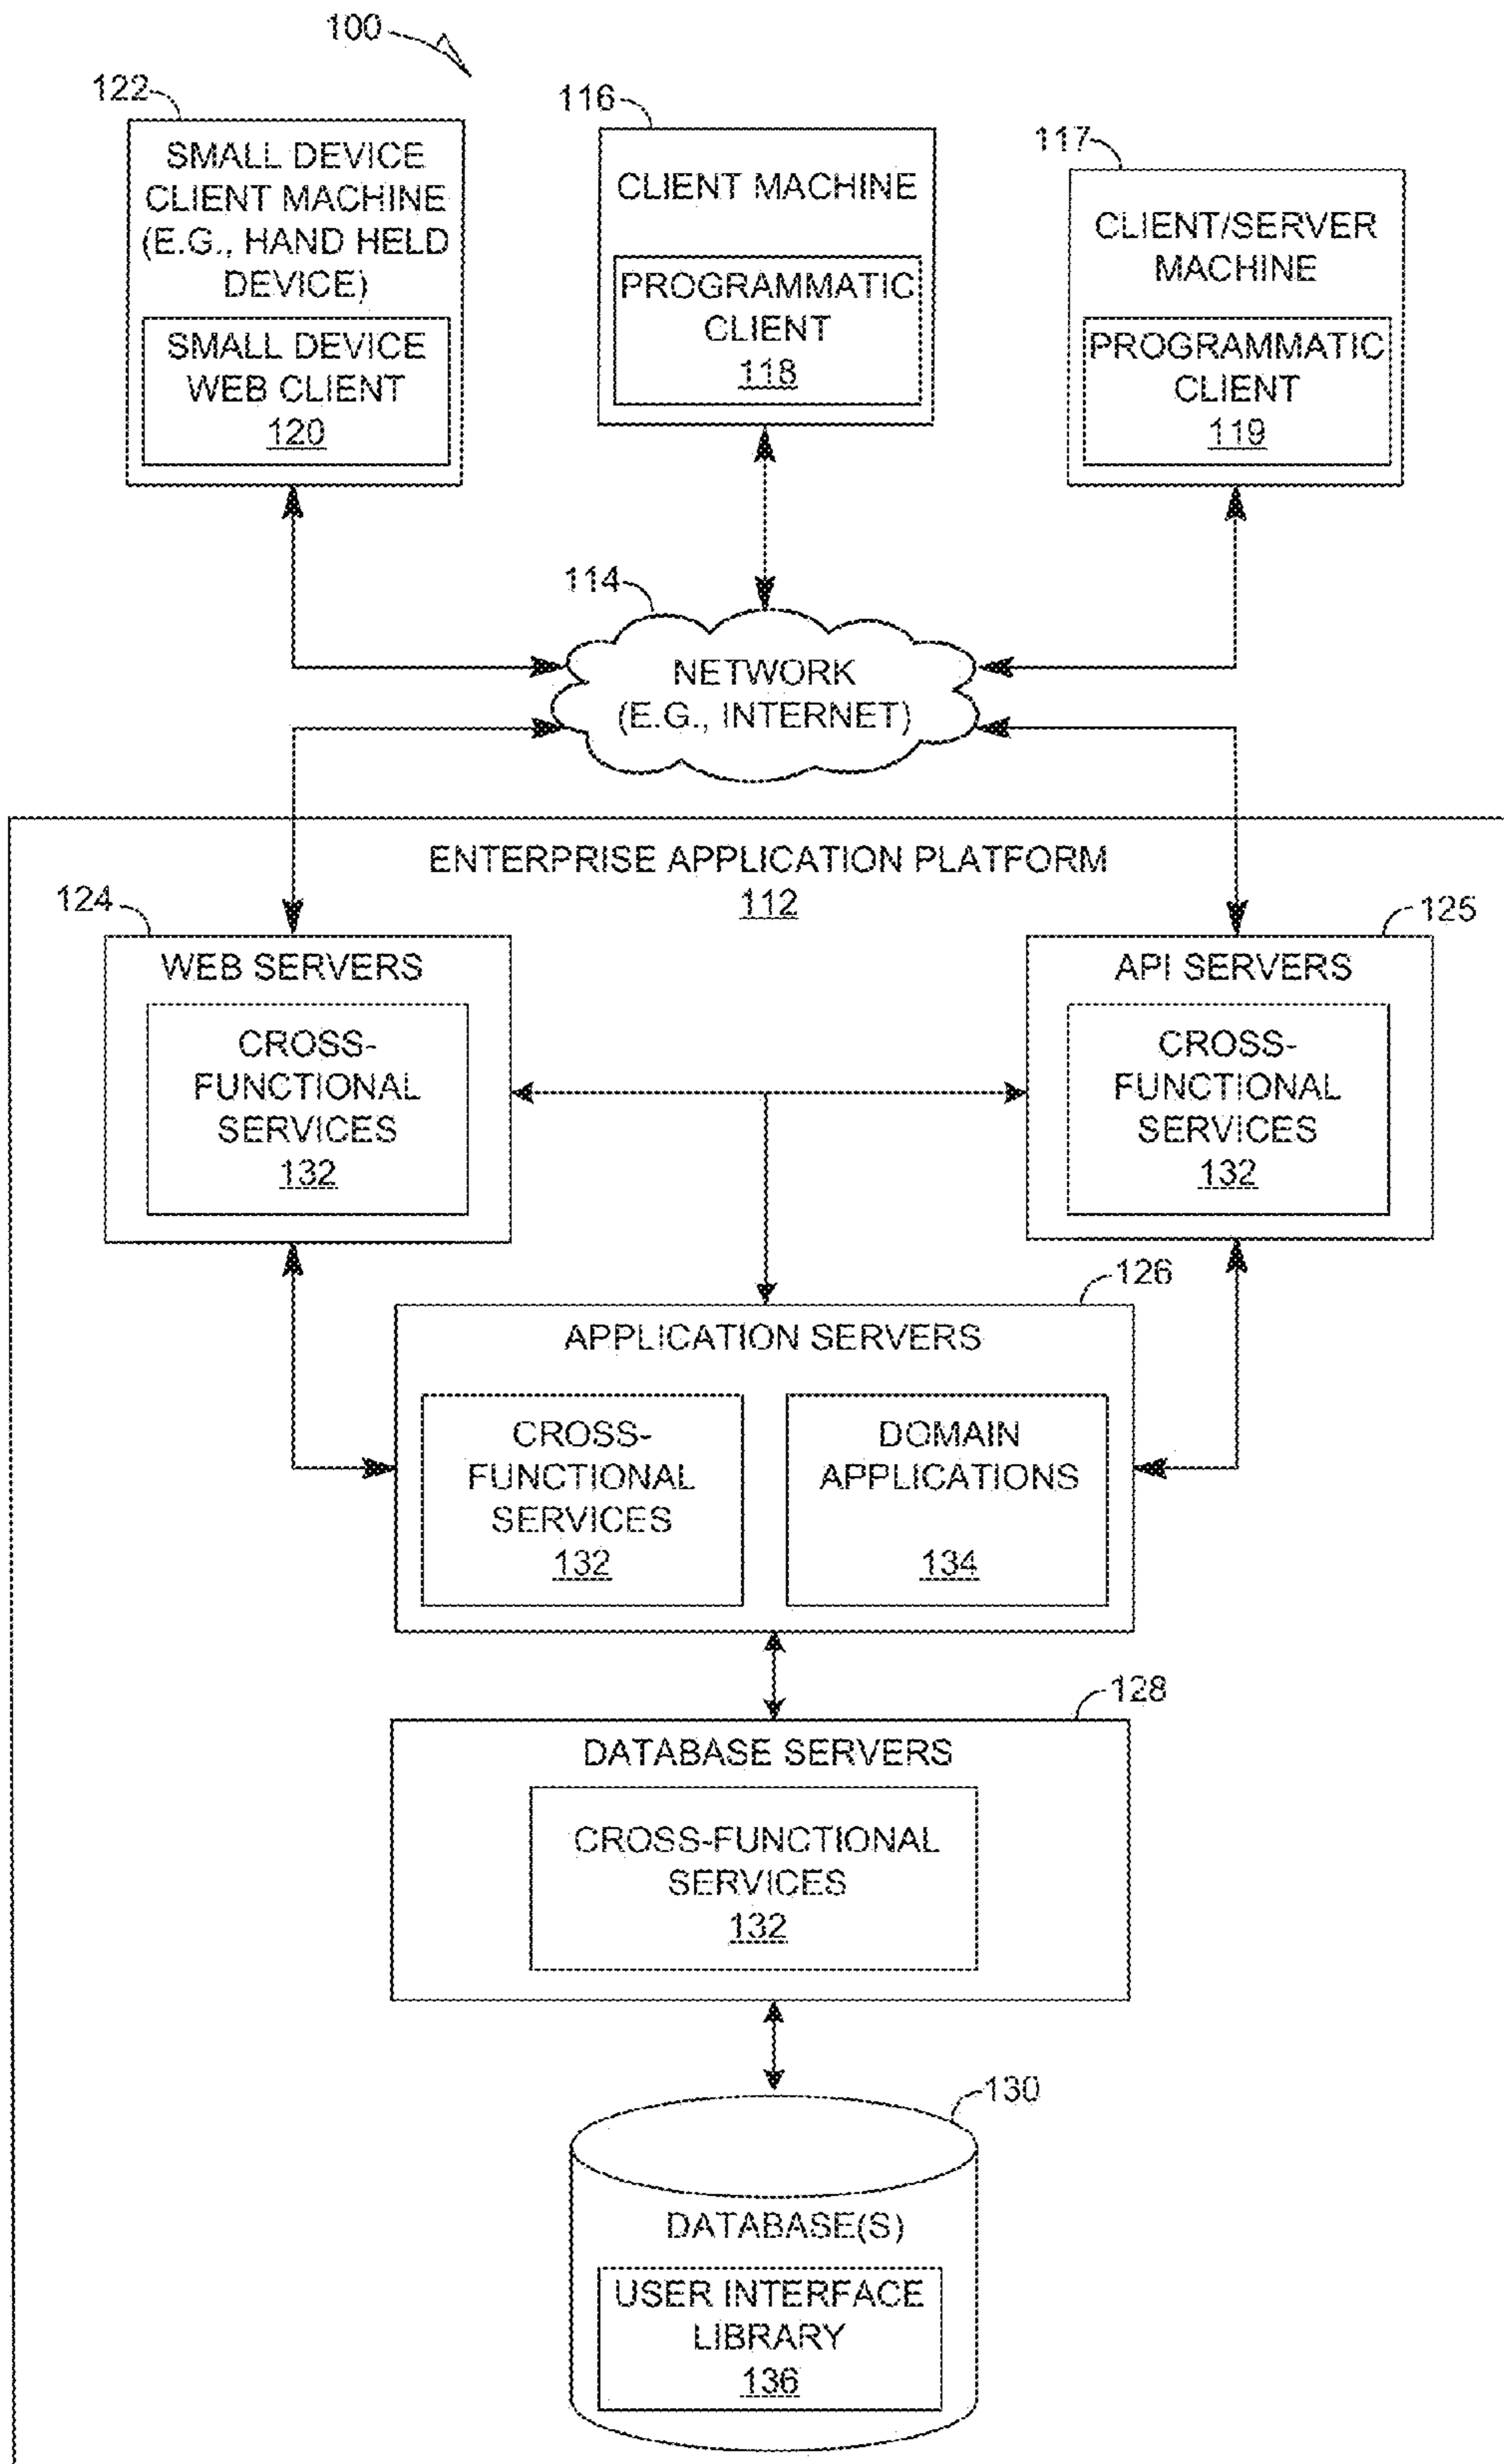 100
122
SMALL DEVICE
CLIENT MACHINE
(E.G., HAND HELD
DEVICE)
SMALL DEVICE
WEB CLIENT
120
116
CLIENT MACHINE
PROGRAMMATIC
CLIENT
118
117
CLIENT/SERVER
MACHINE
PROGRAMMATIC
CLIENT
119
114
NETWORK
(E.G., INTERNET)
ENTERPRISE APPLICATION PLATFORM
112
124
WEB SERVERS
CROSS-
FUNCTIONAL
SERVICES
132
125
API SERVERS
CROSS-
FUNCTIONAL
SERVICES
132
126
APPLICATION SERVERS
CROSS-
FUNCTIONAL
SERVICES
132
DOMAIN
APPLICATIONS
134
128
DATABASE SERVERS
CROSS-FUNCTIONAL
SERVICES
132
130
DATABASE(S)
USER INTERFACE
LIBRARY
136